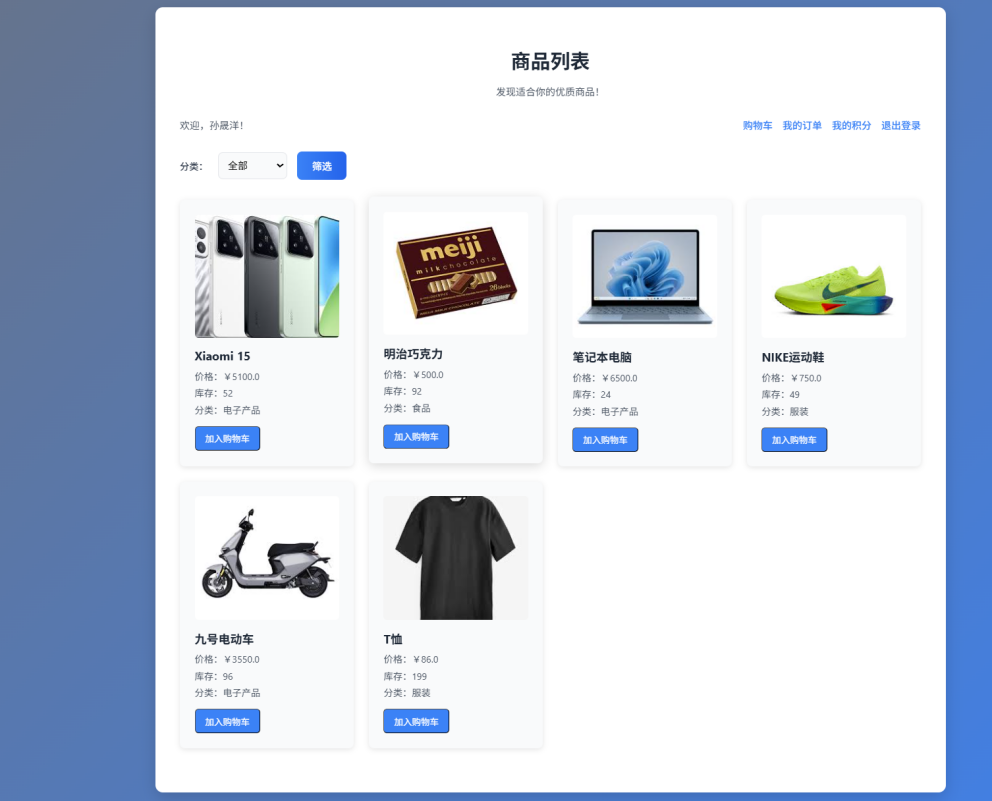 商品列表
发现适合你的优质商品！
欢迎，孙晟洋！
购物车 我的订单 我的积分 退出登录
分类： 全部 筛选
meiji
milk chocolate
Xiaomi 15
价格：￥5100.0
库存：52
分类：电子产品
加入购物车
明治巧克力
价格：￥500.0
库存：92
分类：食品
加入购物车
笔记本电脑
价格：￥6500.0
库存：24
分类：电子产品
加入购物车
NIKE运动鞋
价格：￥750.0
库存：49
分类：服装
加入购物车
九号电动车
价格：￥3550.0
库存：96
分类：电子产品
加入购物车
T恤
价格：￥86.0
库存：199
分类：服装
加入购物车